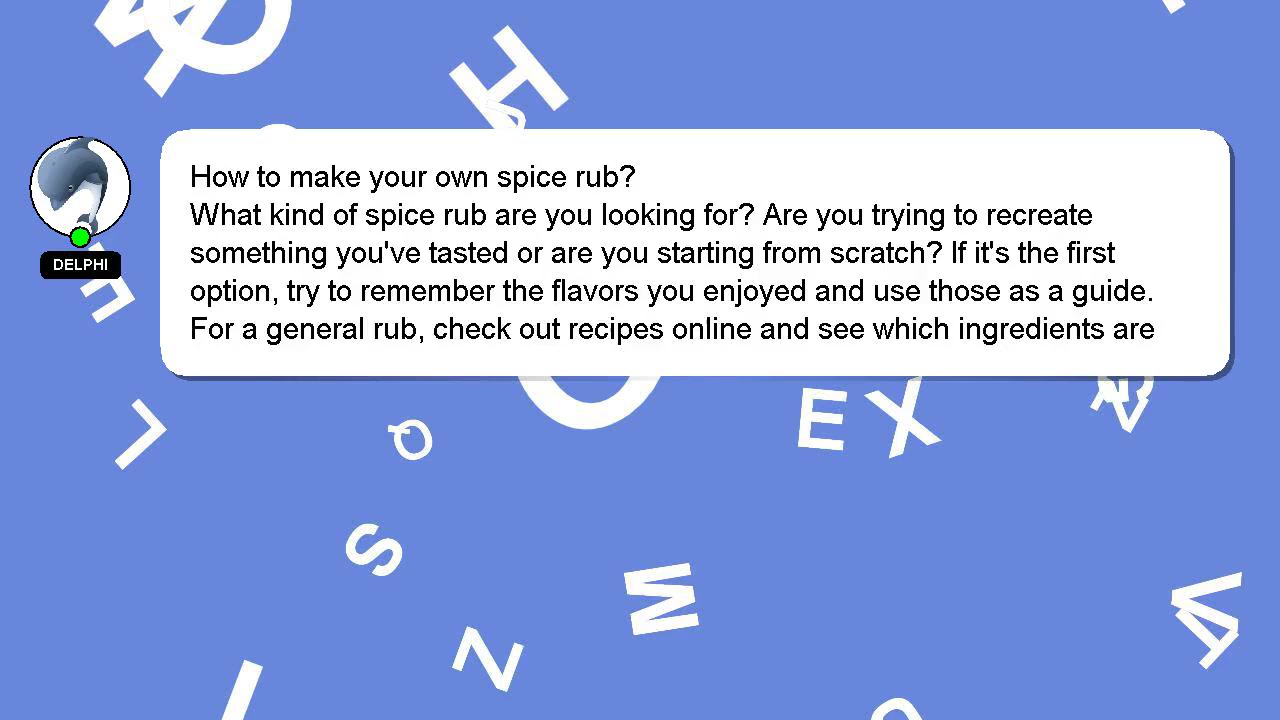 How to make your own spice rub?
What kind of spice rub are you looking for? Are you trying to recreate
something you've tasted or are you starting from scratch? If it's the first
option, try to remember the flavors you enjoyed and use those as a guide.
For a general rub, check out recipes online and see which ingredients are
DELPHI
H
E X
L
Q
S
M
Z
V